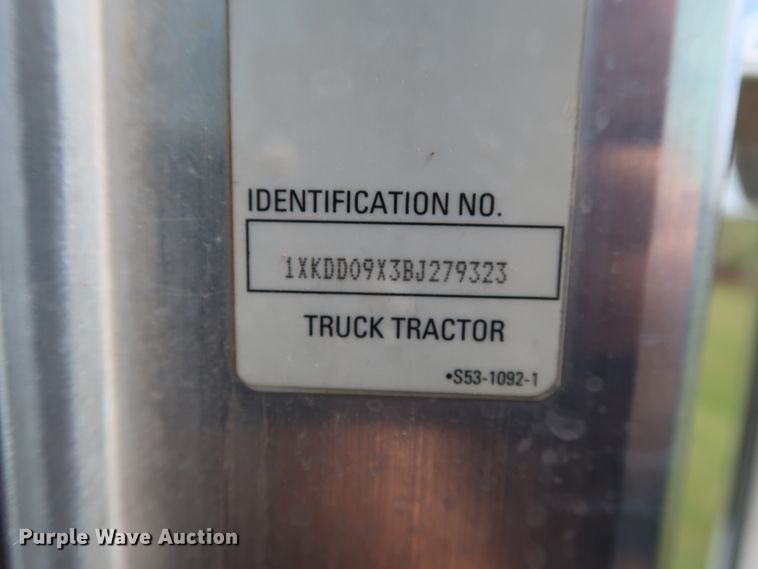 IDENTIFICATION NO.
1XKDD09X3BJ279323
TRUCK TRACTOR
•S53-1092-1
Purple Wave Auction